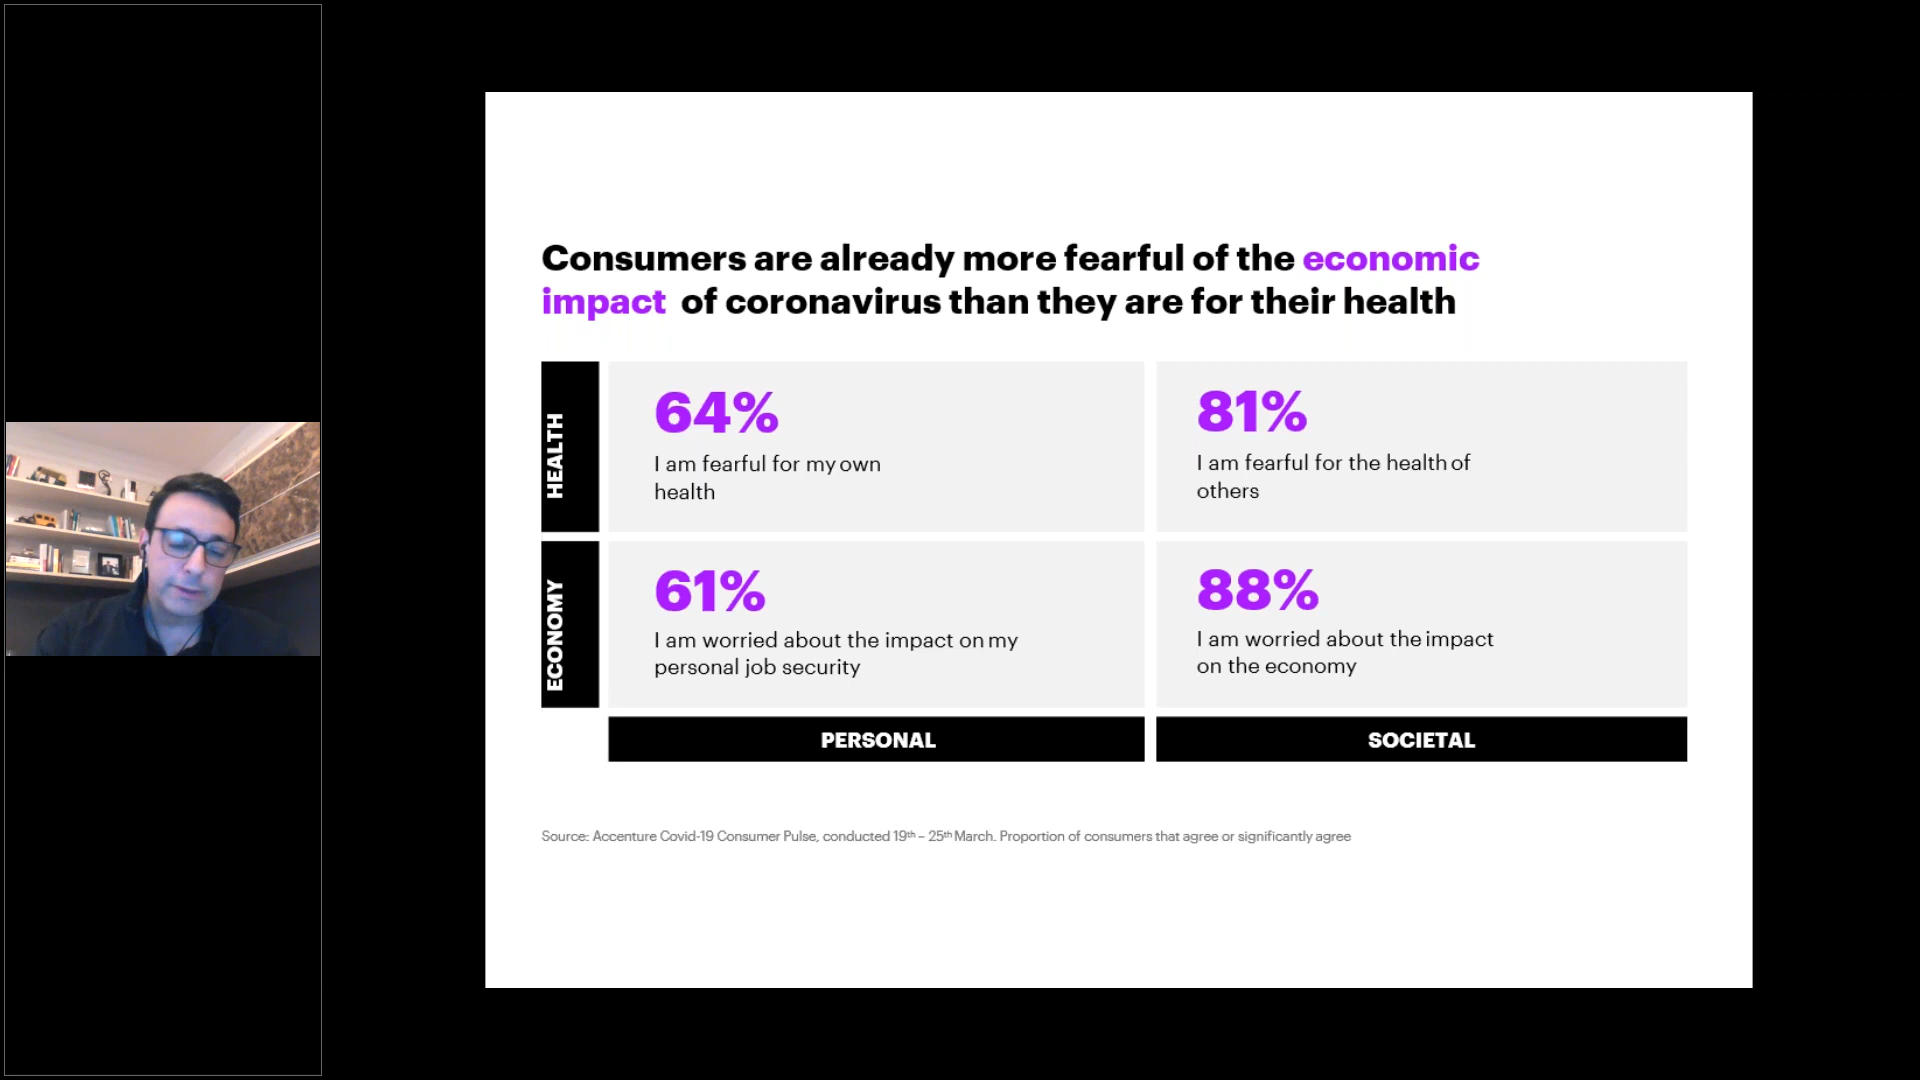 Consumers are already more fearful of the economic
impact of coronavirus than they are for their health
HEALTH
64%
I am fearful for my own
health
81%
I am fearful for the health of
others
ECONOMY
61%
I am worried about the impact on my
personal job security
88%
I am worried about the impact
on the economy
PERSONAL
SOCIETAL
Source: Accenture Covid-19 Consumer Pulse, conducted 19th – 25th March. Proportion of consumers that agree or significantly agree